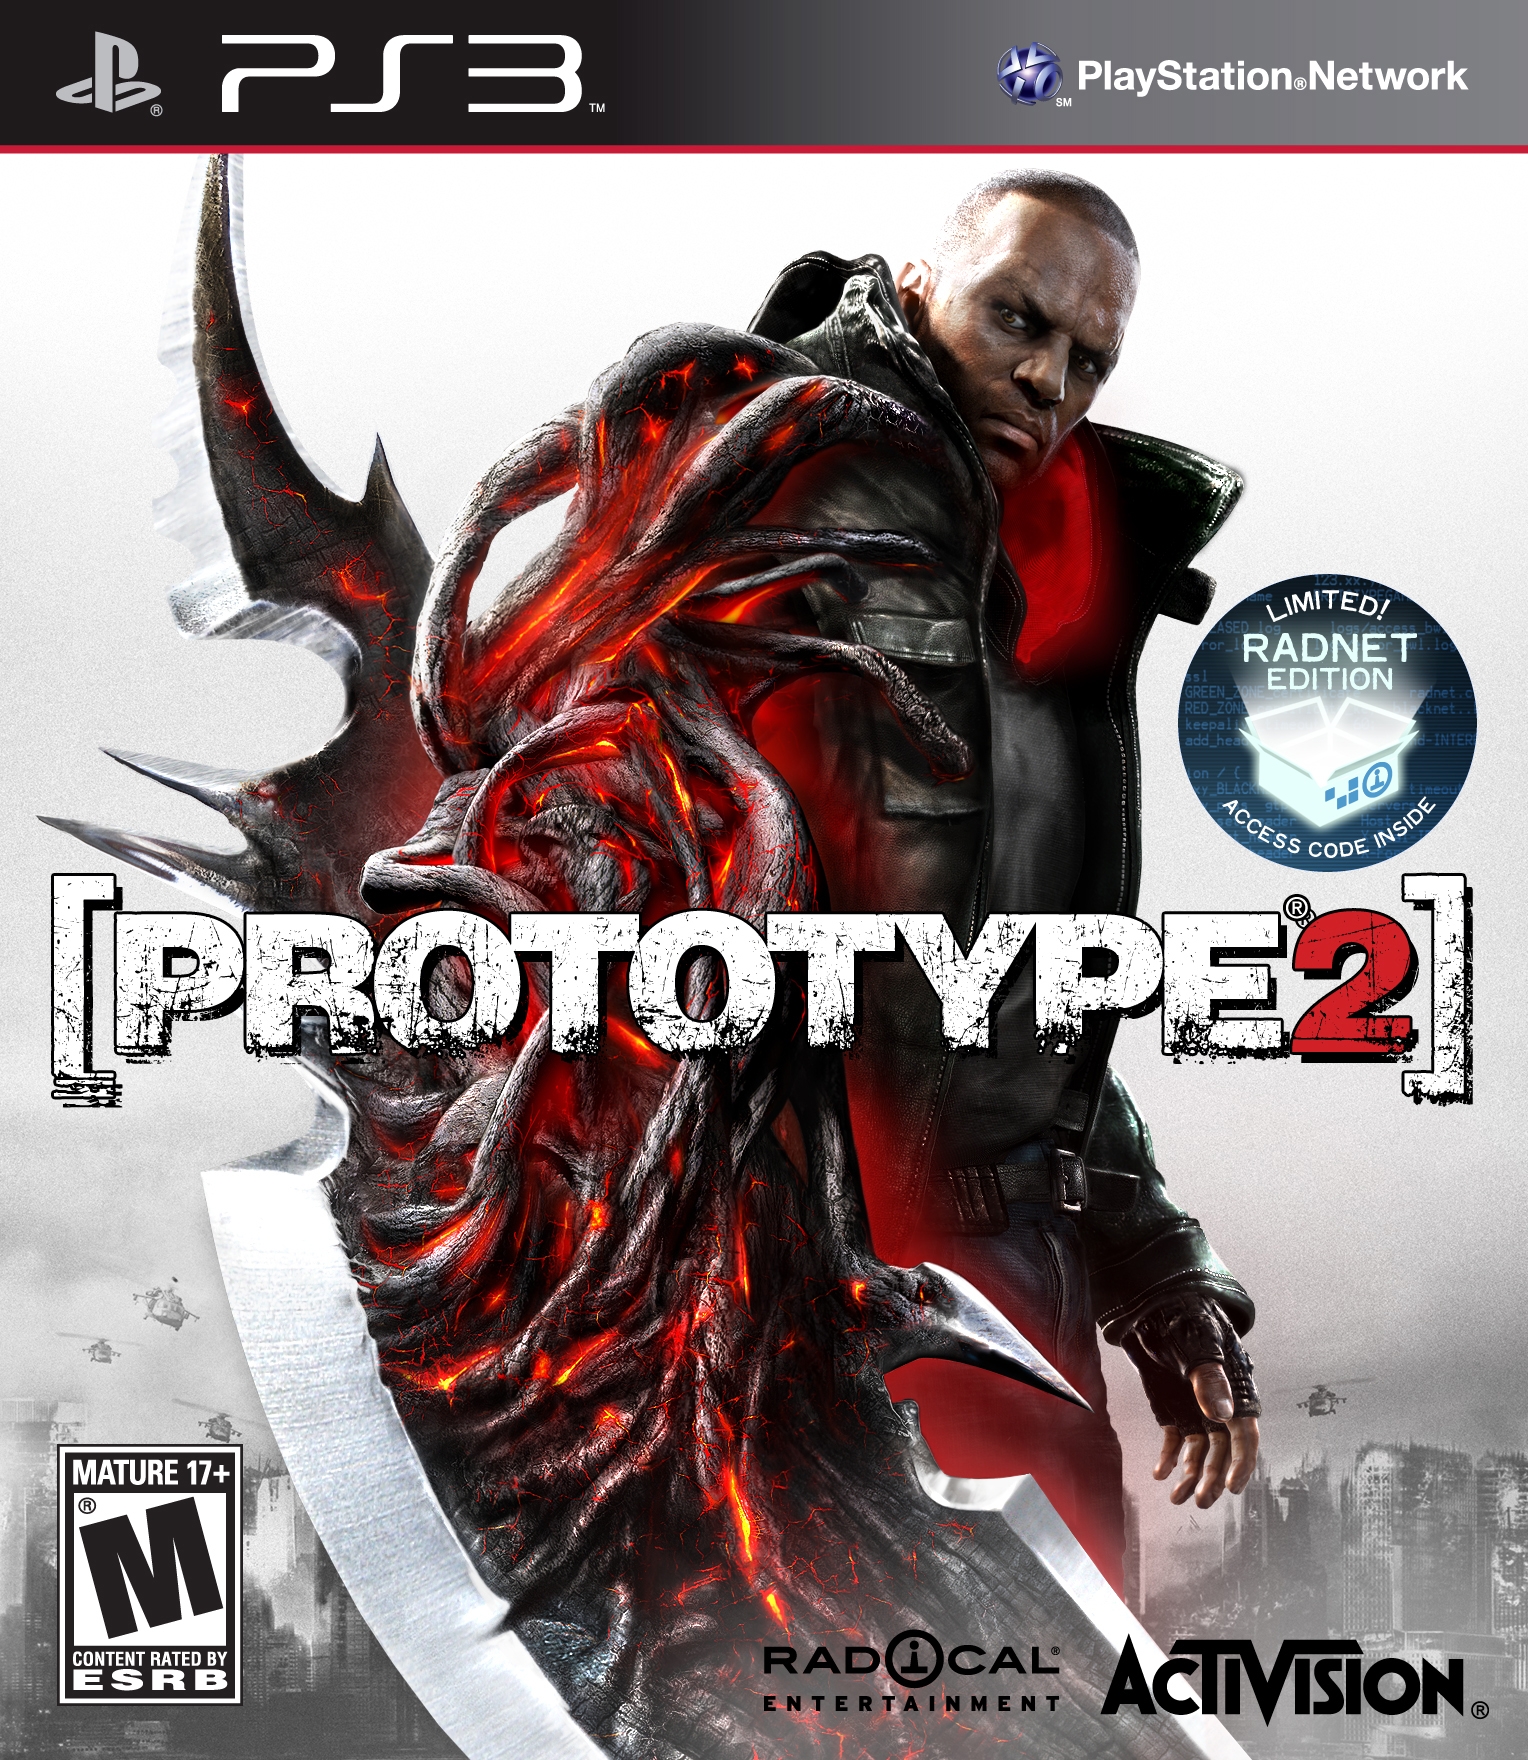 PS3™
PlayStation®Network
SM
LIMITED!
RADNET
EDITION
ACCESS CODE INSIDE
[PROTOTYPE®2]
MATURE 17+
®
M
CONTENT RATED BY
ESRB
RADICAL®
ENTERTAINMENT
ACTIVISION®